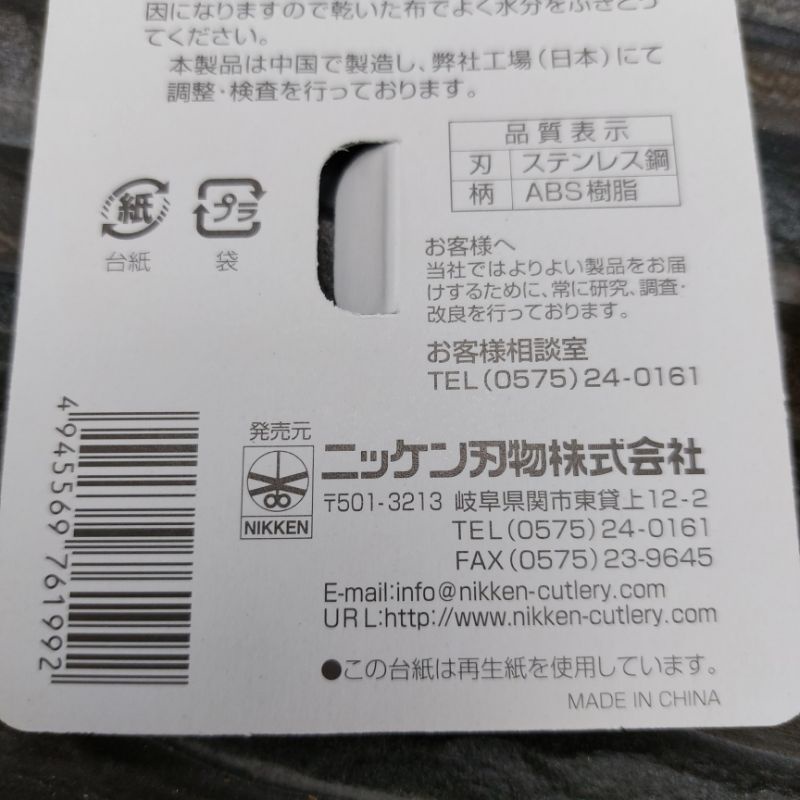 因になりますので乾いた布でよく水分をふきとっ
てください。
本製品は中国で製造し、弊社工場(日本)にて
調整・検査を行っております。
品質表示
刃 ステンレス鋼
柄 ABS樹脂
紙
台紙
プラ
袋
お客様へ
当社ではよりよい製品をお届
けするために、常に研究、調査・
改良を行っております。
お客様相談室
TEL(0575)24-0161
4945569761992
発売元
NIKKEN
ニッケン刃物株式会社
〒501-3213 岐阜県関市東貸上12-2
TEL(0575)24-0161
FAX(0575)23-9645
E-mail:info@nikken-cutlery.com
URL:http://www.nikken-cutlery.com
●この台紙は再生紙を使用しています。
MADE IN CHINA